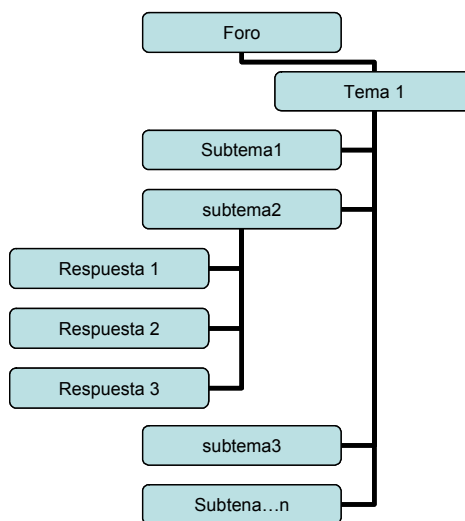 Foro
Tema 1
Subtema1
subtema2
Respuesta 1
Respuesta 2
Respuesta 3
subtema3
Subtena...n